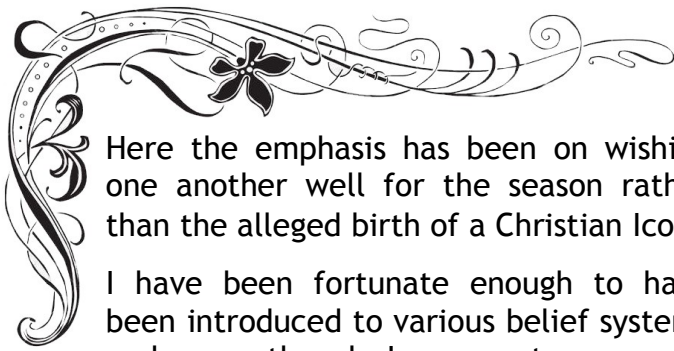 Here the emphasis has been on wishi
one another well for the season rath
than the alleged birth of a Christian Ico
I have been fortunate enough to ha
been introduced to various belief system